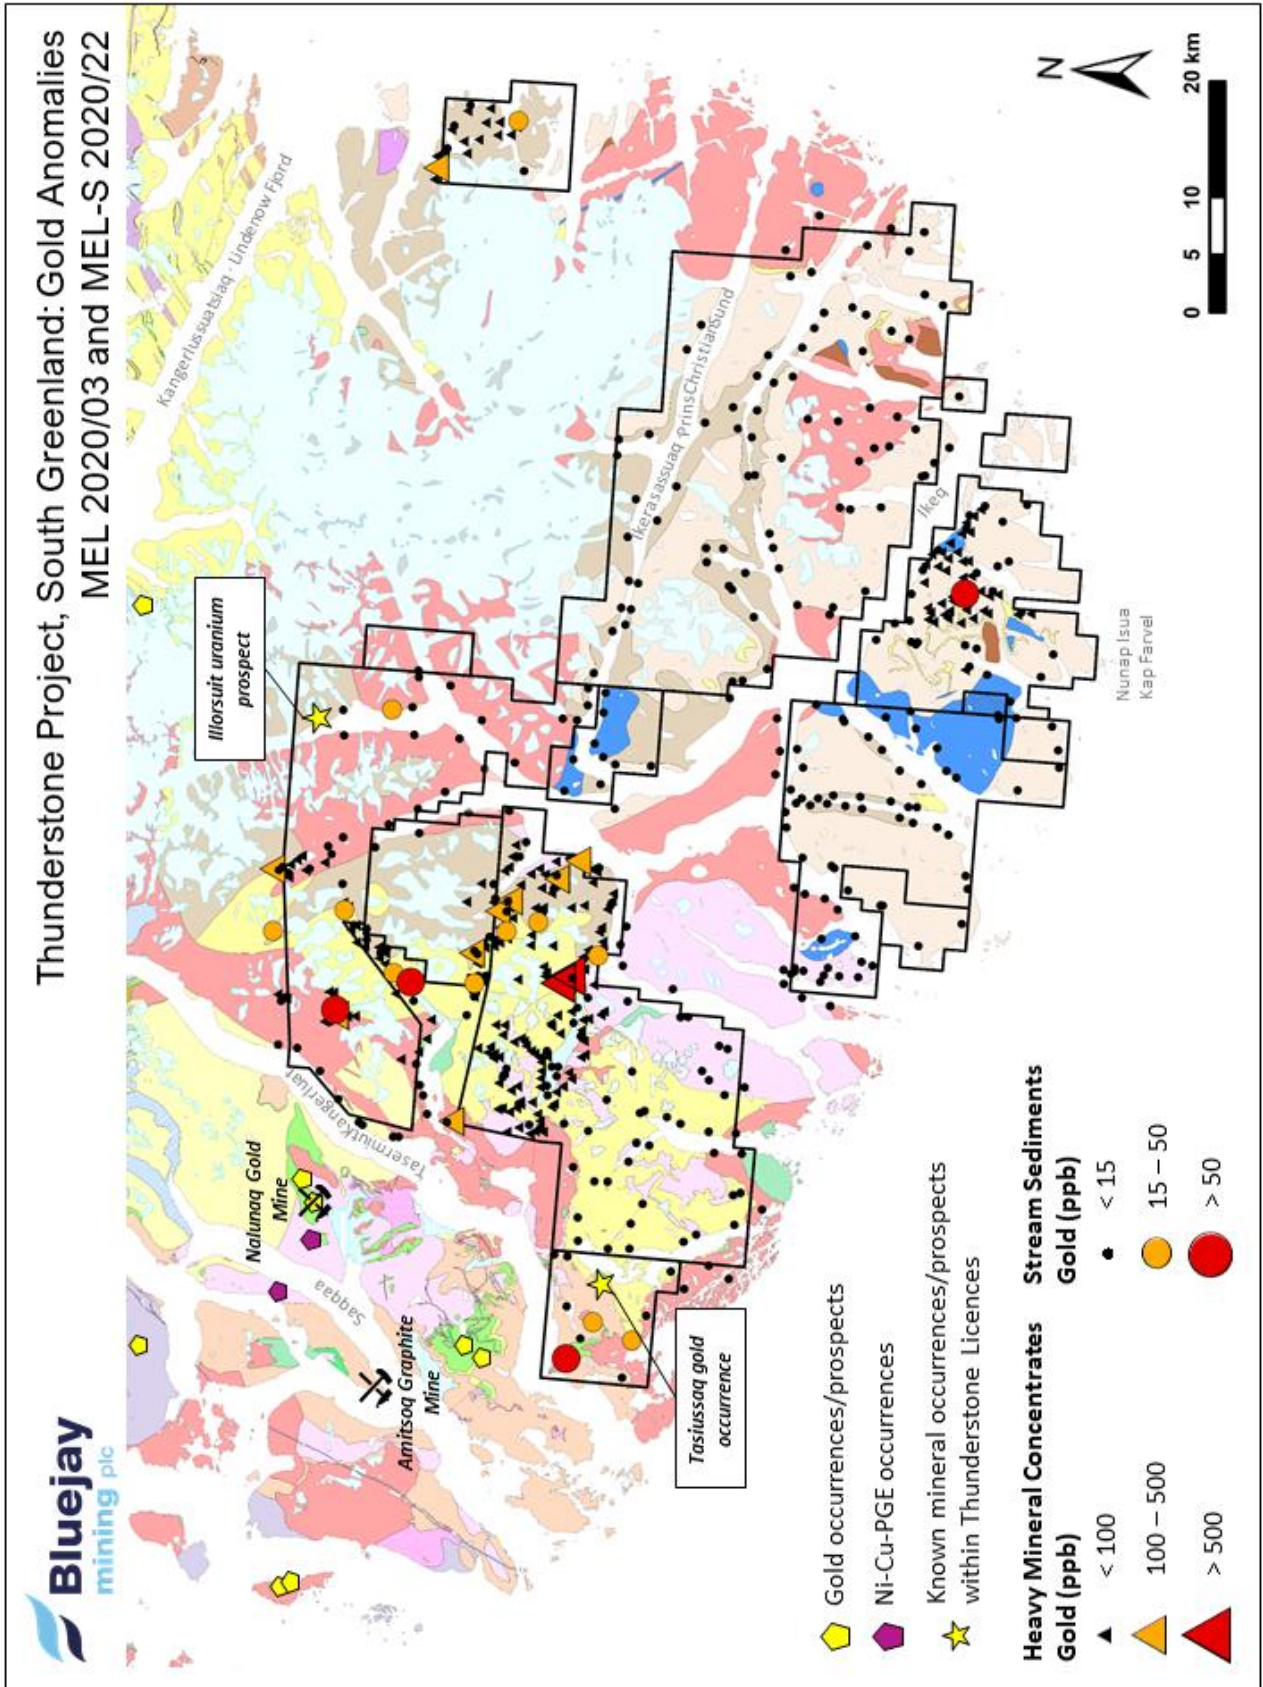 Bluejay
mining plc
Thunderstone Project, South Greenland: Gold Anomalies
MEL 2020/03 and MEL-S 2020/22
Kangerlussuatsiaq - Lindenow Fjord
Illorsuit uranium
prospect
Nalunaq Gold
Mine
Saqqaa
Tasermiut Kangerluat
Amitsoq Graphite
Mine
Ikerasassuaq PrinsChristianSund
Ikeq
Nunap Isua
Kap Farvel
Tasiussaq gold
occurrence
N
0 5 10 20 km
Gold occurrences/prospects
Ni-Cu-PGE occurrences
Known mineral occurrences/prospects
within Thunderstone Licences
Heavy Mineral Concentrates
Gold (ppb)
< 100
100 – 500
> 500
Stream Sediments
Gold (ppb)
< 15
15 – 50
> 50